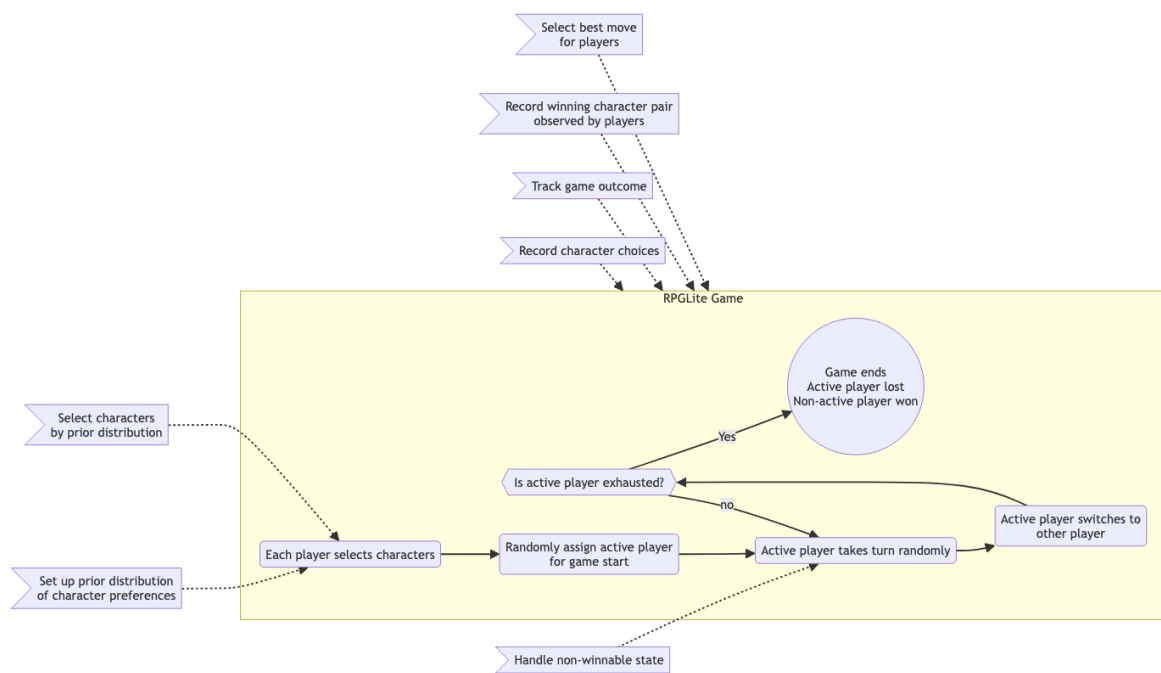 Select best move
for players
Record winning character pair
observed by players
Track game outcome
Record character choices
RPGLite Game
Game ends
Active player lost
Non-active player won
Select characters
by prior distribution
Yes
Is active player exhausted?
no
Active player switches to
other player
Each player selects characters
Randomly assign active player
for game start
Active player takes turn randomly
Set up prior distribution
of character preferences
Handle non-winnable state